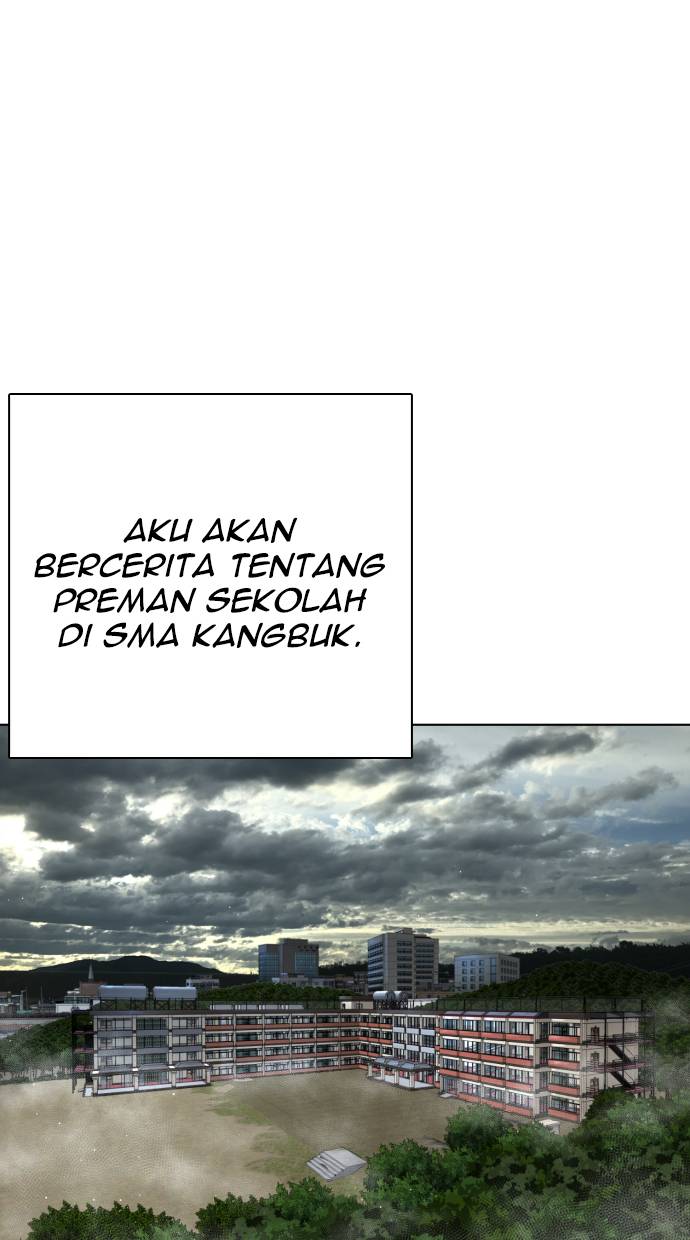 AKU AKAN
BERCERITA TENTANG
PREMAN SEKOLAH
DI SMA KANGBUK.